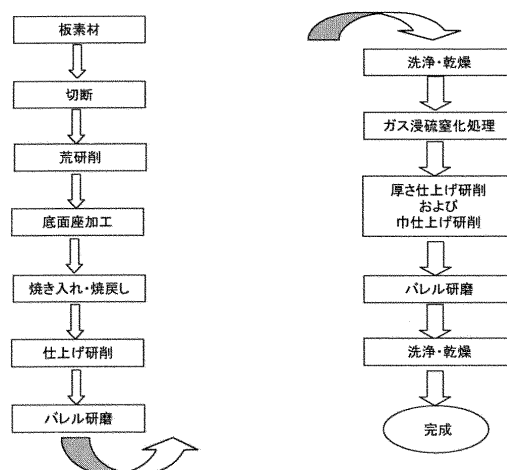 板素材
切断
荒研削
底面座加工
焼き入れ・焼戻し
仕上げ研削
バレル研磨
洗浄・乾燥
ガス浸硫窒化処理
厚さ仕上げ研削
および
巾仕上げ研削
バレル研磨
洗浄・乾燥
完成